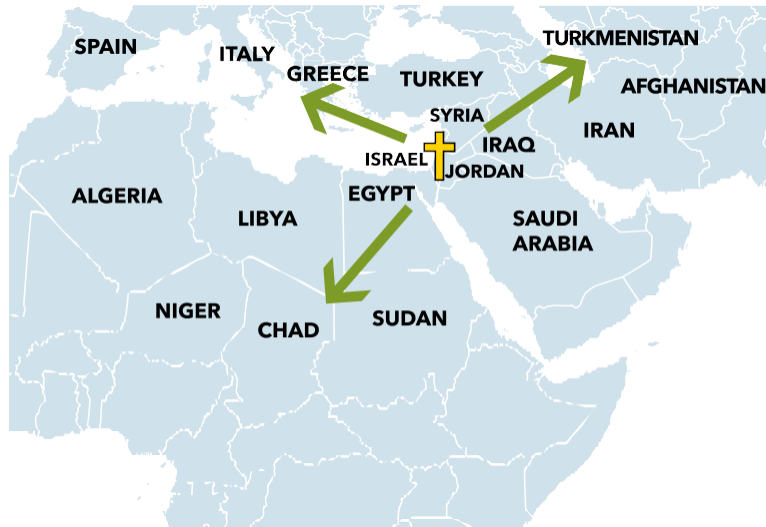 SPAIN
ITALY
GREECE
TURKEY
TURKMENISTAN
AFGHANISTAN
SYRIA
IRAQ
IRAN
ISRAEL
JORDAN
ALGERIA
LIBYA
EGYPT
SAUDI
ARABIA
NIGER
CHAD
SUDAN